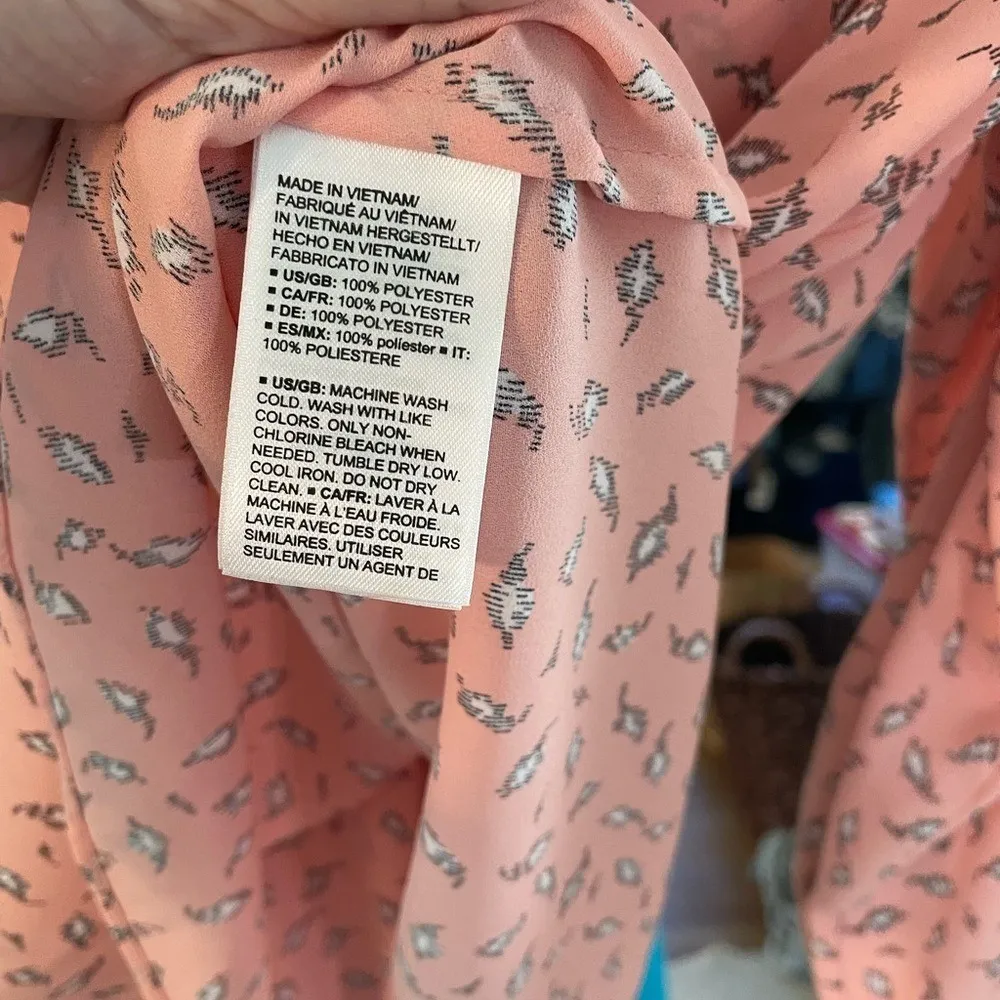 MADE IN VIETNAM/
FABRIQUÉ AU VIÊTNAM/
IN VIETNAM HERGESTELLT/
HECHO EN VIETNAM/
FABBRICATO IN VIETNAM
▪ US/GB: 100% POLYESTER
▪ CA/FR: 100% POLYESTER
▪ DE: 100% POLYESTER
▪ ES/MX: 100% poliéster ▪ IT:
100% POLIESTERE
▪ US/GB: MACHINE WASH
COLD. WASH WITH LIKE
COLORS. ONLY NON-
CHLORINE BLEACH WHEN
NEEDED. TUMBLE DRY LOW.
COOL IRON. DO NOT DRY
CLEAN. ▪ CA/FR: LAVER À LA
MACHINE À L'EAU FROIDE.
LAVER AVEC DES COULEURS
SIMILAIRES. UTILISER
SEULEMENT UN AGENT DE